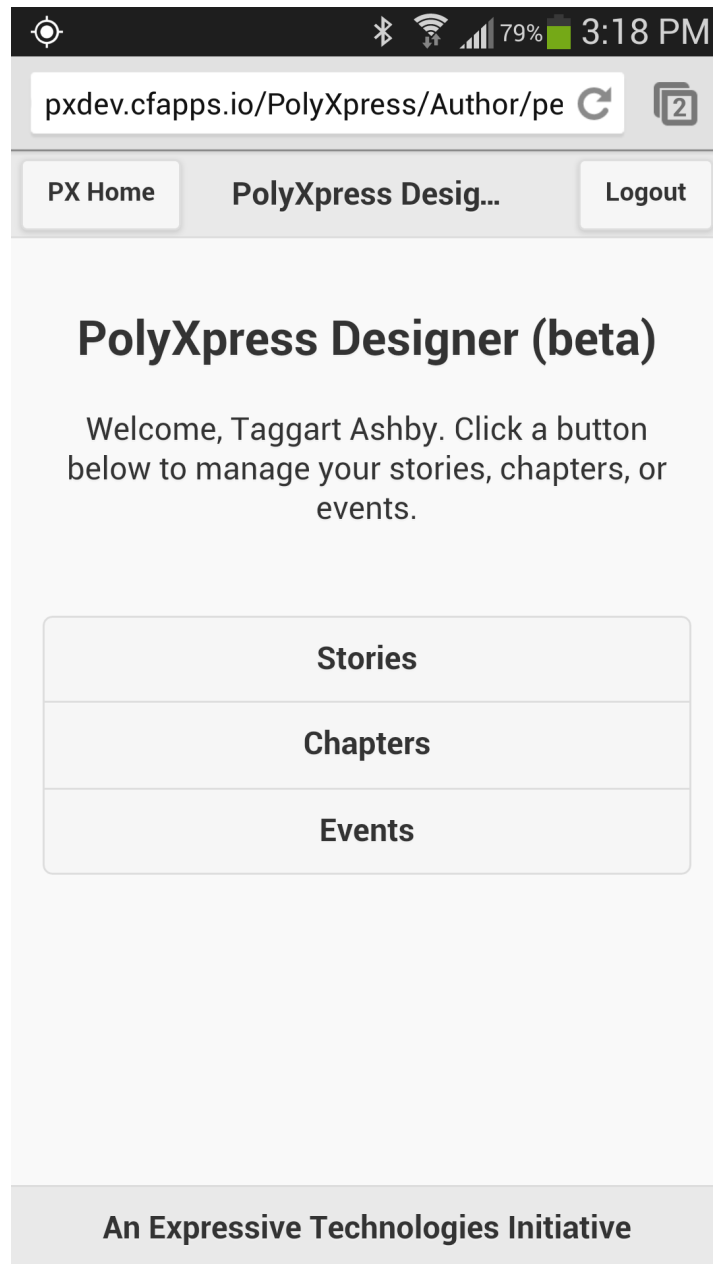 79% 3:18 PM
pxdev.cfapps.io/PolyXpress/Author/pe
2
PX Home
PolyXpress Desig...
Logout
PolyXpress Designer (beta)
Welcome, Taggart Ashby. Click a button
below to manage your stories, chapters, or
events.
Stories
Chapters
Events
An Expressive Technologies Initiative